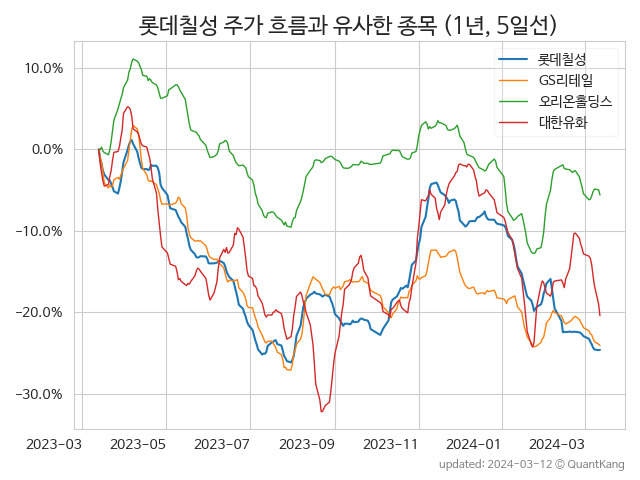 롯데칠성 주가 흐름과 유사한 종목 (1년, 5일선)
롯데칠성
GS리테일
오리온홀딩스
대한유화
10.0%
0.0%
−10.0%
−20.0%
−30.0%
2023-03 2023-05 2023-07 2023-09 2023-11 2024-01 2024-03
updated: 2024-03-12 © QuantKang